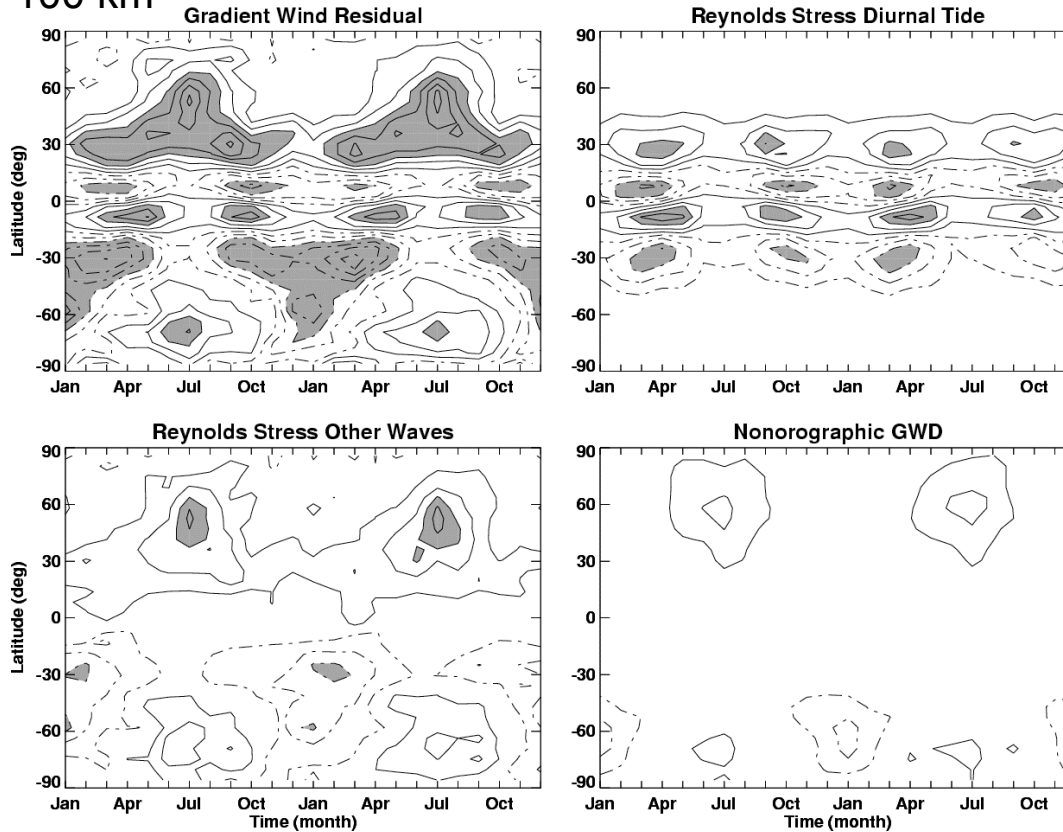 100 km
Gradient Wind Residual
Reynolds Stress Diurnal Tide
90
60
30
0
-30
-60
-90
Latitude (deg)
Jan Apr Jul Oct Jan Apr Jul Oct
90
60
30
0
-30
-60
-90
Jan Apr Jul Oct Jan Apr Jul Oct
Reynolds Stress Other Waves
Nonorographic GWD
90
60
30
0
-30
-60
-90
Latitude (deg)
Jan Apr Jul Oct Jan Apr Jul Oct
Time (month)
90
60
30
0
-30
-60
-90
Jan Apr Jul Oct Jan Apr Jul Oct
Time (month)